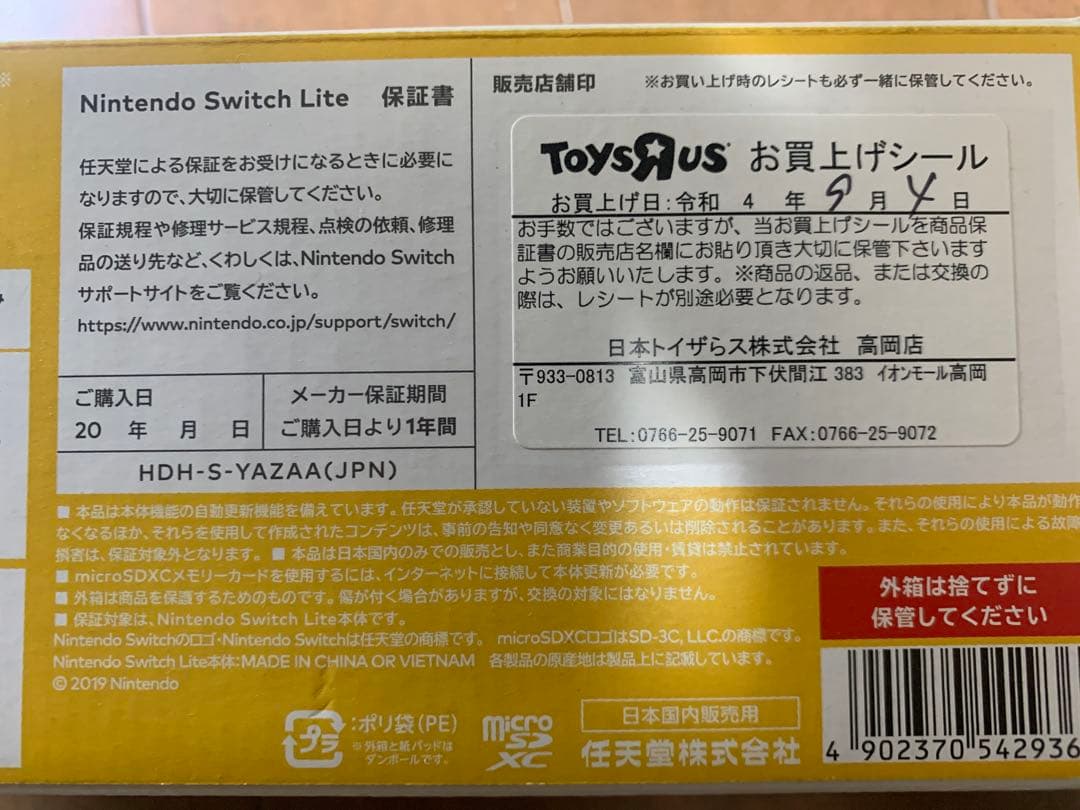 ※
Nintendo Switch Lite 保証書
任天堂による保証をお受けになるときに必要に
なりますので、大切に保管してください。
保証規程や修理サービス規程、点検の依頼、修理
品の送り先など、くわしくは、Nintendo Switch
サポートサイトをご覧ください。
https://www.nintendo.co.jp/support/switch/
ご購入日
20 年 月 日
メーカー保証期間
ご購入日より1年間
HDH-S-YAZAA(JPN)
販売店舗印 ※お買い上げ時のレシートも必ず一緒に保管してください。
TOYSЯUS お買上げシール
お買上げ日:令和 4 年 9 月 4 日
お手数ではございますが、当お買上げシールを商品保
証書の販売店名欄にお貼り頂き大切に保管下さいます
ようお願いいたします。※商品の返品、または交換の
際は、レシートが別途必要となります。
日本トイザらス株式会社 高岡店
〒933-0813 富山県高岡市下伏間江 383 イオンモール高岡
1F
TEL:0766-25-9071 FAX:0766-25-9072
■ 本品は本体機能の自動更新機能を備えています。任天堂が承認していない装置やソフトウェアの動作は保証されません。それらの使用により本品が動作
なくなるほか、それらを使用して作成されたコンテンツは、事前の告知や同意なく変更あるいは削除されることがあります。また、それらの使用による故障
損害は、保証対象外となります。 ■ 本品は日本国内のみでの販売とし、また商業目的の使用・賃貸は禁止されています。
■ microSDXCメモリーカードを使用するには、インターネットに接続して本体更新が必要です。
■ 外箱は商品を保護するためのものです。傷が付く場合がありますが、交換の対象にはなりません。
■ 保証対象は、Nintendo Switch Lite本体です。
Nintendo Switchのロゴ・Nintendo Switchは任天堂の商標です。 microSDXCロゴはSD-3C, LLC.の商標です。
Nintendo Switch Lite本体:MADE IN CHINA OR VIETNAM 各製品の原産地は製品上に記載しています。
© 2019 Nintendo
外箱は捨てずに
保管してください
プラ
:ポリ袋(PE)
※外箱と紙パッドは
ダンボールです。
micro
SD
XC
日本国内販売用
任天堂株式会社
4 902370 542936